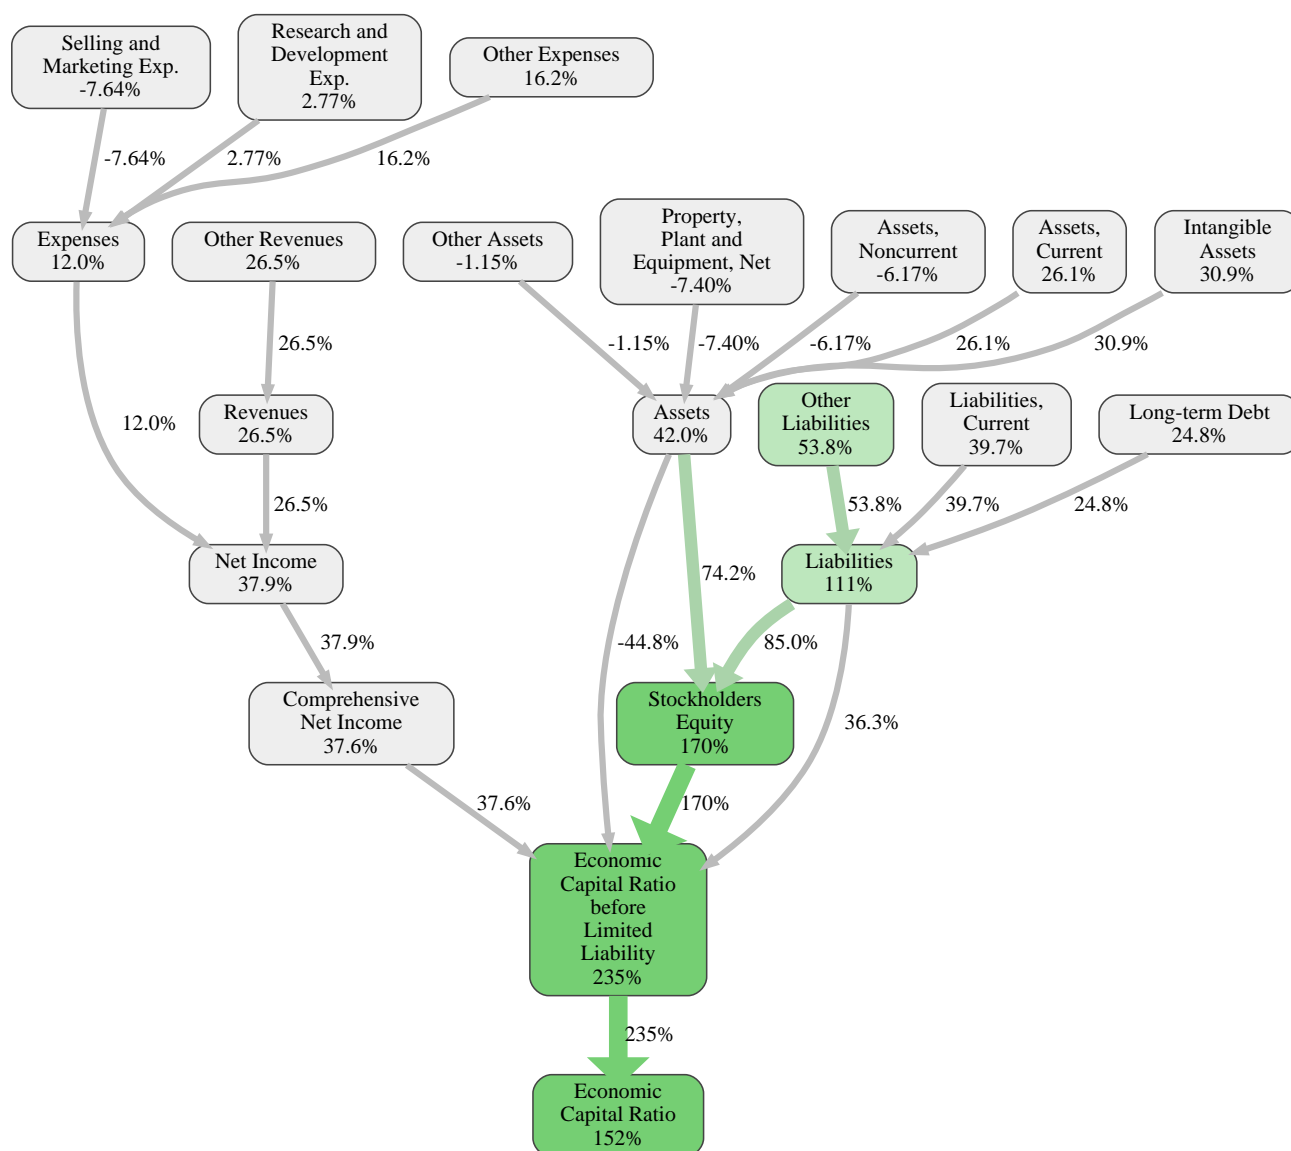 Selling and
Marketing Exp.
-7.64%
Research and
Development
Exp.
2.77%
Other Expenses
16.2%
-7.64%
2.77%
16.2%
Expenses
12.0%
Other Revenues
26.5%
Other Assets
-1.15%
Property,
Plant and
Equipment, Net
-7.40%
Assets,
Noncurrent
-6.17%
Assets,
Current
26.1%
Intangible
Assets
30.9%
26.5%
-1.15%
-7.40%
-6.17%
26.1%
30.9%
12.0%
Revenues
26.5%
Assets
42.0%
Other
Liabilities
53.8%
Liabilities,
Current
39.7%
Long-term Debt
24.8%
26.5%
53.8%
39.7%
24.8%
Net Income
37.9%
74.2%
Liabilities
111%
37.9%
-44.8%
85.0%
Comprehensive
Net Income
37.6%
Stockholders
Equity
170%
36.3%
37.6%
170%
Economic
Capital Ratio
before
Limited
Liability
235%
235%
Economic
Capital Ratio
152%